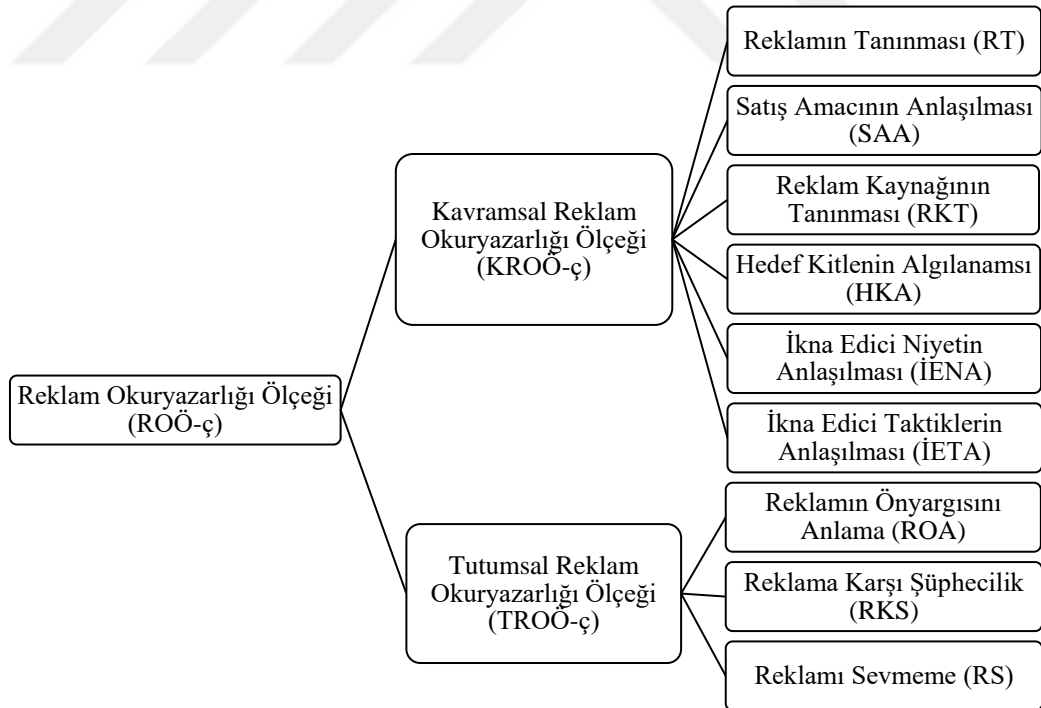 Reklam Okuryazarlığı Ölçeği
(ROÖ-ç)
Kavramsal Reklam
Okuryazarlığı Ölçeği
(KROÖ-ç)
Reklamın Tanınması (RT)
Satış Amacının Anlaşılması
(SAA)
Reklam Kaynağının
Tanınması (RKT)
Hedef Kitlenin Algılanamsı
(HKA)
İkna Edici Niyetin
Anlaşılması (İENA)
İkna Edici Taktiklerin
Anlaşılması (İETA)
Tutumsal Reklam
Okuryazarlığı Ölçeği
(TROÖ-ç)
Reklamın Önyargısını
Anlama (ROA)
Reklama Karşı Şüphecilik
(RKS)
Reklamı Sevmeme (RS)